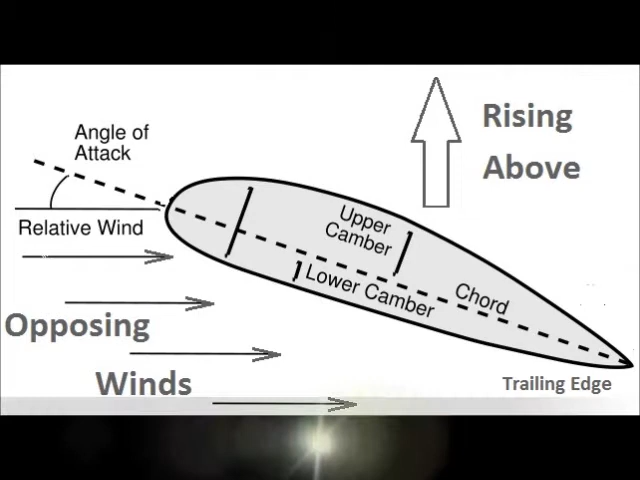 Angle of
Attack
Rising
Above
Relative Wind
Upper
Camber
Lower Camber
Chord
Opposing
Winds
Trailing Edge